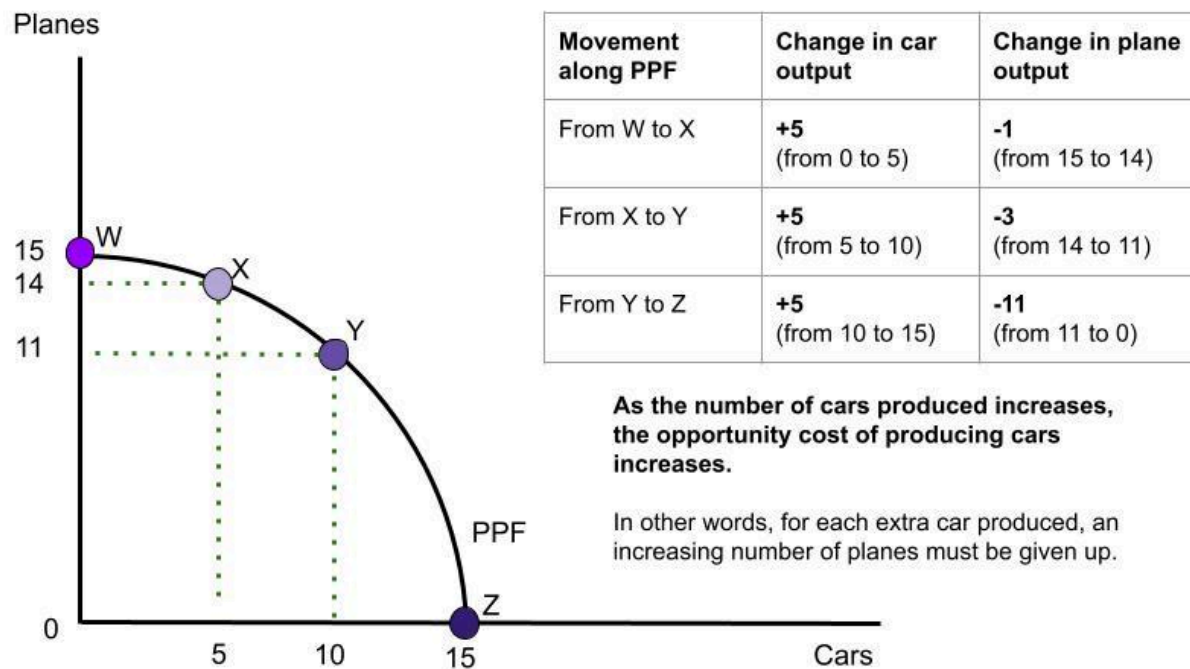 Planes
Movement along PPF
Change in car output
Change in plane output
From W to X
+5
(from 0 to 5)
-1
(from 15 to 14)
From X to Y
+5
(from 5 to 10)
-3
(from 14 to 11)
From Y to Z
+5
(from 10 to 15)
-11
(from 11 to 0)
As the number of cars produced increases,
the opportunity cost of producing cars
increases.
In other words, for each extra car produced, an
increasing number of planes must be given up.
W
15
X
14
Y
11
PPF
Z
0
5
10
15
Cars